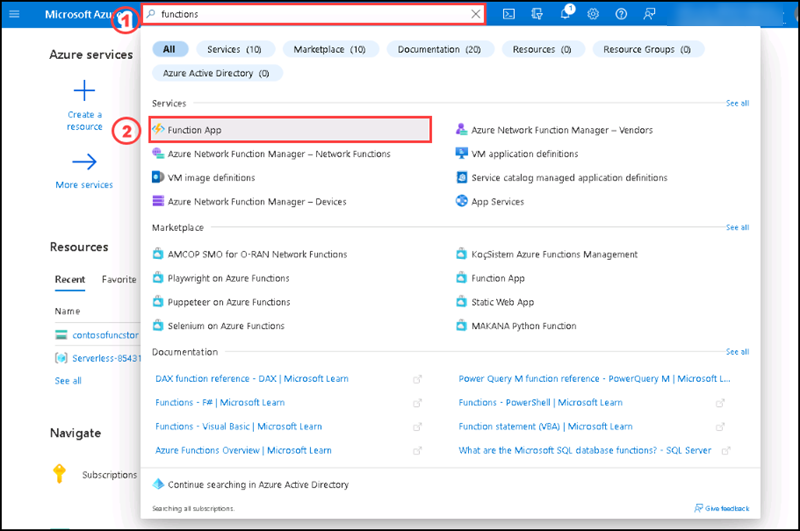 Microsoft Azu
1
functions
1
Azure services
Create a
resource
More services
Resources
Recent Favorite
Name
contosofuncstor
Serverless-85431
See all
Navigate
Subscriptions
All Services (10) Marketplace (10) Documentation (20) Resources (0) Resource Groups (0)
Azure Active Directory (0)
Services See all
2
Function App Azure Network Function Manager – Vendors
Azure Network Function Manager – Network Functions VM application definitions
VM image definitions Service catalog managed application definitions
Azure Network Function Manager – Devices App Services
Marketplace See all
AMCOP SMO for O-RAN Network Functions KoçSistem Azure Functions Management
Playwright on Azure Functions Function App
Puppeteer on Azure Functions Static Web App
Selenium on Azure Functions MAKANA Python Function
Documentation See all
DAX function reference - DAX | Microsoft Learn Power Query M function reference - PowerQuery M | Microsoft L...
Functions - F# | Microsoft Learn Functions - PowerShell | Microsoft Learn
Functions - Visual Basic | Microsoft Learn Function statement (VBA) | Microsoft Learn
Azure Functions Overview | Microsoft Learn What are the Microsoft SQL database functions? - SQL Server
Continue searching in Azure Active Directory
Searching all subscriptions. Give feedback